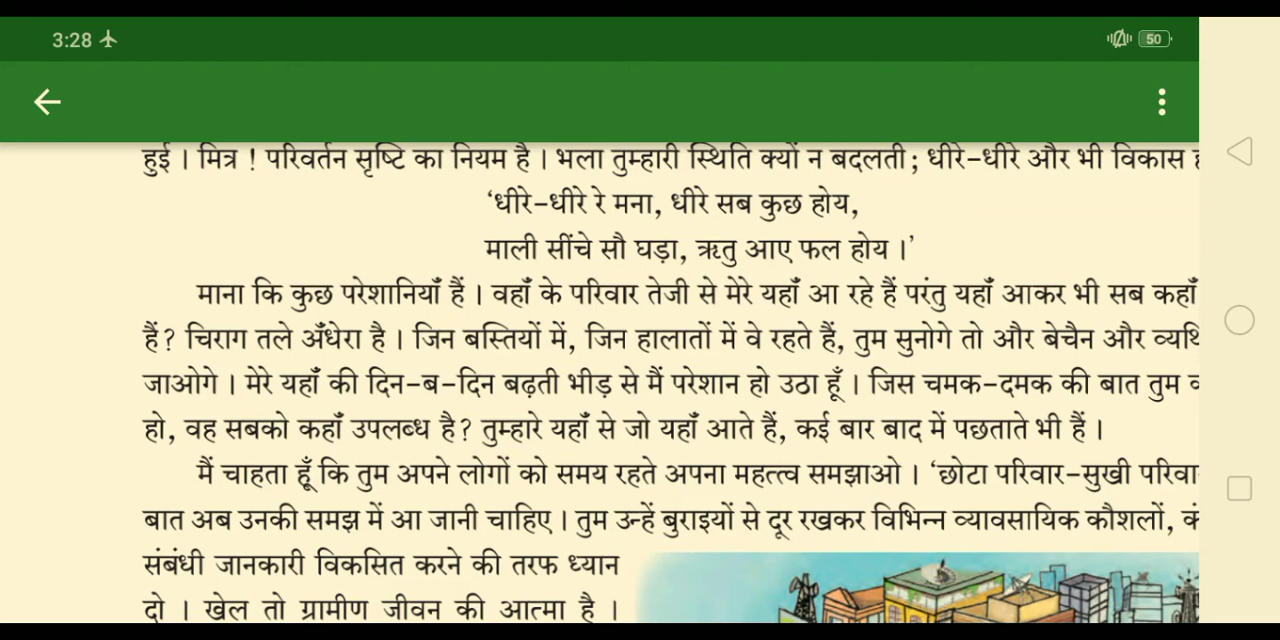 3:28
50
हुई । मित्र ! परिवर्तन सृष्टि का नियम है । भला तुम्हारी स्थिति क्यों न बदलती ; धीरे-धीरे और भी विकास
'धीरे-धीरे रे मना, धीरे सब कुछ होय,
माली सींचे सौ घड़ा, ऋतु आए फल होय ।'
माना कि कुछ परेशानियाँ हैं । वहाँ के परिवार तेजी से मेरे यहाँ आ रहे हैं परंतु यहाँ आकर भी सब कहाँ
हैं? चिराग तले अँधेरा है । जिन बस्तियों में, जिन हालातों में वे रहते हैं, तुम सुनोगे तो और बेचैन और
जाओगे । मेरे यहाँ की दिन-ब-दिन बढ़ती भीड़ से मैं परेशान हो उठा हूँ । जिस चमक-दमक की बात तुम
हो, वह सबको कहाँ उपलब्ध है? तुम्हारे यहाँ से जो यहाँ आते हैं, कई बार बाद में पछताते भी हैं ।
मैं चाहता हूँ कि तुम अपने लोगों को समय रहते अपना महत्त्व समझाओ । 'छोटा परिवार-सुखी
बात अब उनकी समझ में आ जानी चाहिए । तुम उन्हें बुराइयों से दूर रखकर विभिन्न व्यावसायिक कौशलों,
संबंधी जानकारी विकसित करने की तरफ ध्यान
दो । खेल तो ग्रामीण जीवन की आत्मा है ।